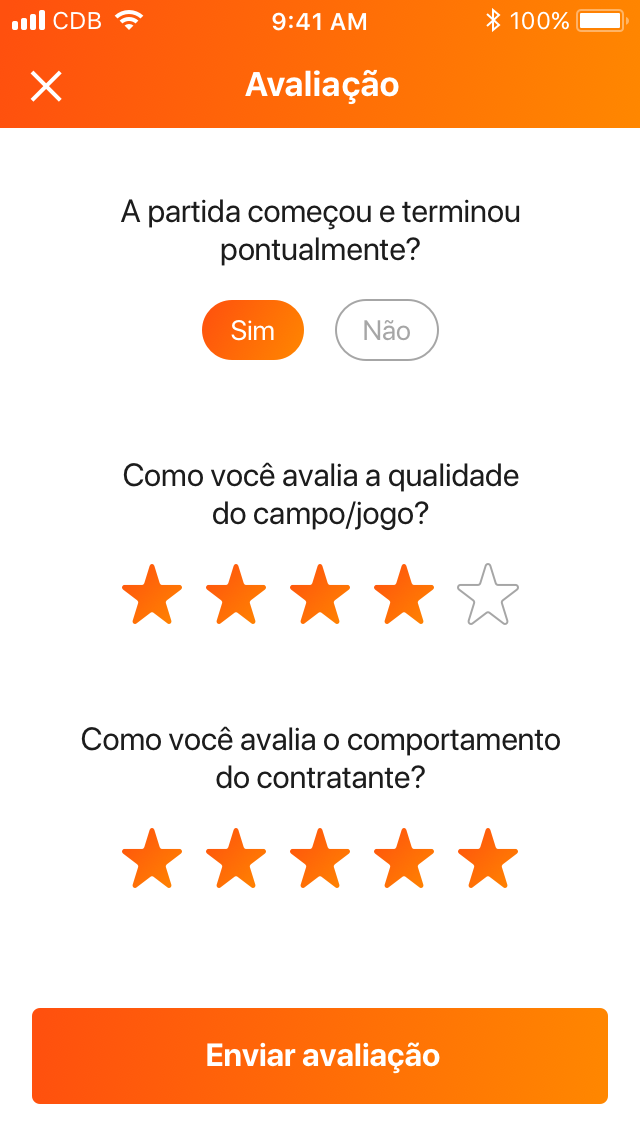 CDB 9:41 AM 100%
Avaliação
A partida começou e terminou
pontualmente?
Sim Não
Como você avalia a qualidade
do campo/jogo?
Como você avalia o comportamento
do contratante?
Enviar avaliação